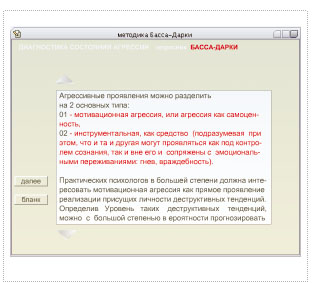 методика Басса-Дарки
ДИАГНОСТИКА СОСТОЯНИЯ АГРЕССИИ опросник БАССА-ДАРКИ
Агрессивные проявления можно разделить
на 2 основных типа:
01 - мотивационная агрессия, или агрессия как самоцен-
ность,
02 - инструментальная, как средство (подразумевая при
этом, что и та и другая могут проявляться как под контро-
лем сознания, так и вне его и сопряжены с эмоциональ-
ными переживаниями: гнев, враждебность).
Практических психологов в большей степени должна инте-
ресовать мотивационная агрессия как прямое проявление
реализации присущих личности деструктивных тенденций.
Определив Уровень таких деструктивных тенденций,
можно с большой степенью в ероятности прогнозировать
далее
бланк